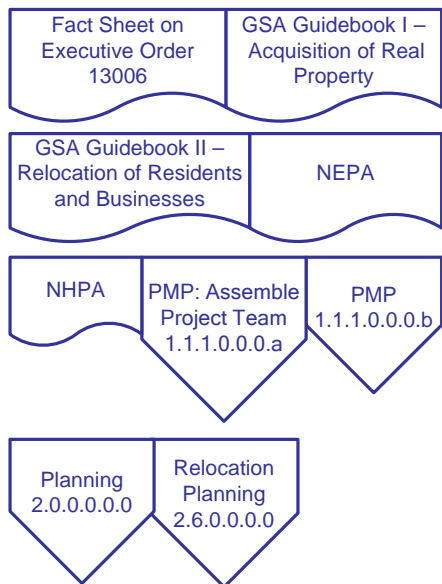 Fact Sheet on
Executive Order
13006
GSA Guidebook I –
Acquisition of Real
Property
GSA Guidebook II –
Relocation of Residents
and Businesses
NEPA
NHPA
PMP: Assemble
Project Team
1.1.1.0.0.0.a
PMP
1.1.1.0.0.0.b
Planning
2.0.0.0.0.0
Relocation
Planning
2.6.0.0.0.0